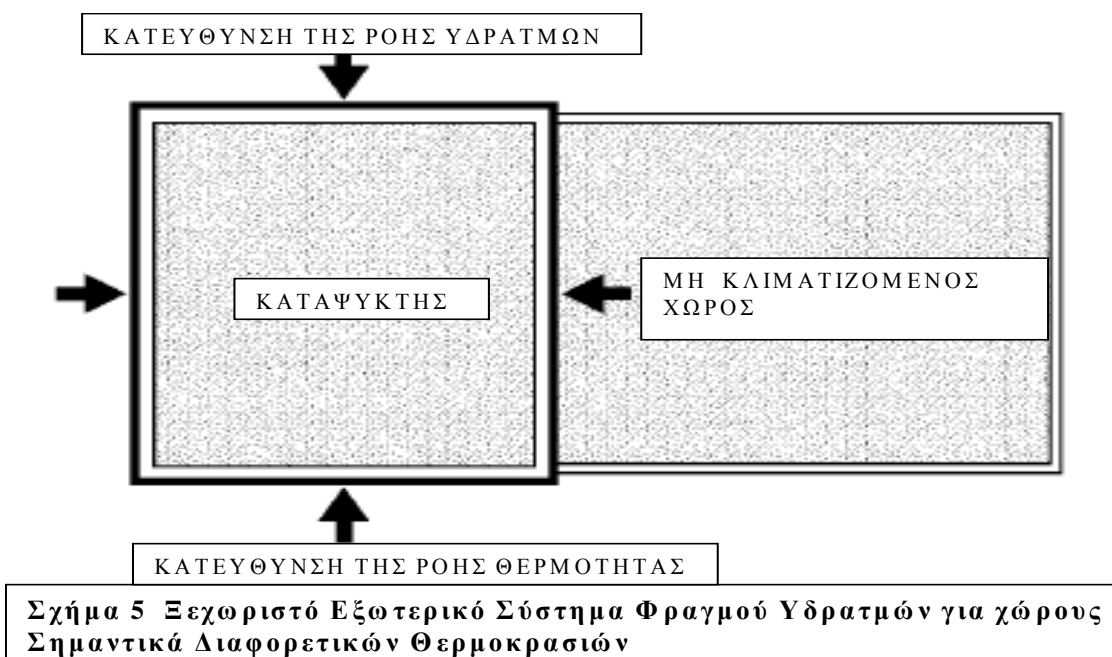 ΚΑΤΕΥΘΥΝΣΗ ΤΗΣ ΡΟΗΣ ΥΔΡΑΤΜΩΝ
ΚΑΤΑΨΥΚΤΗΣ
ΜΗ ΚΛΙΜΑΤΙΖΟΜΕΝΟΣ
ΧΩΡΟΣ
ΚΑΤΕΥΘΥΝΣΗ ΤΗΣ ΡΟΗΣ ΘΕΡΜΟΤΗΤΑΣ
Σχήμα 5 Ξεχωριστό Εξωτερικό Σύστημα Φραγμού Υδρατμών για χώρους
Σημαντικά Διαφορετικών Θερμοκρασιών